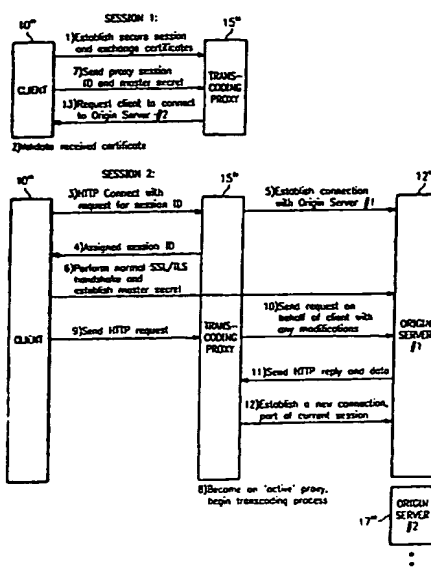 SESSION 1:
10"'
15"'
1)Establish secure session
and exchange certificates
7)Send proxy session
ID and master secret
CLIENT
TRANS-
CODING
PROXY
13)Request client to connect
to Origin Server #2
2)Validate received certificate
SESSION 2:
10"'
15"'
12"'
3)HTTP Connect with
request for session ID
5)Establish connection
with Origin Server #1
4)Assigned session ID
6)Perform normal SSL/TLS
handshake and
establish master secret
10)Send request on
behalf of client with
any modifications
CLIENT
9)Send HTTP request
TRANS-
CODING
PROXY
ORIGIN
SERVER
#1
11)Send HTTP reply and data
12)Establish a new connection,
part of current session
8)Become an 'active' proxy,
begin transcoding process
17"'
ORIGIN
SERVER
#2